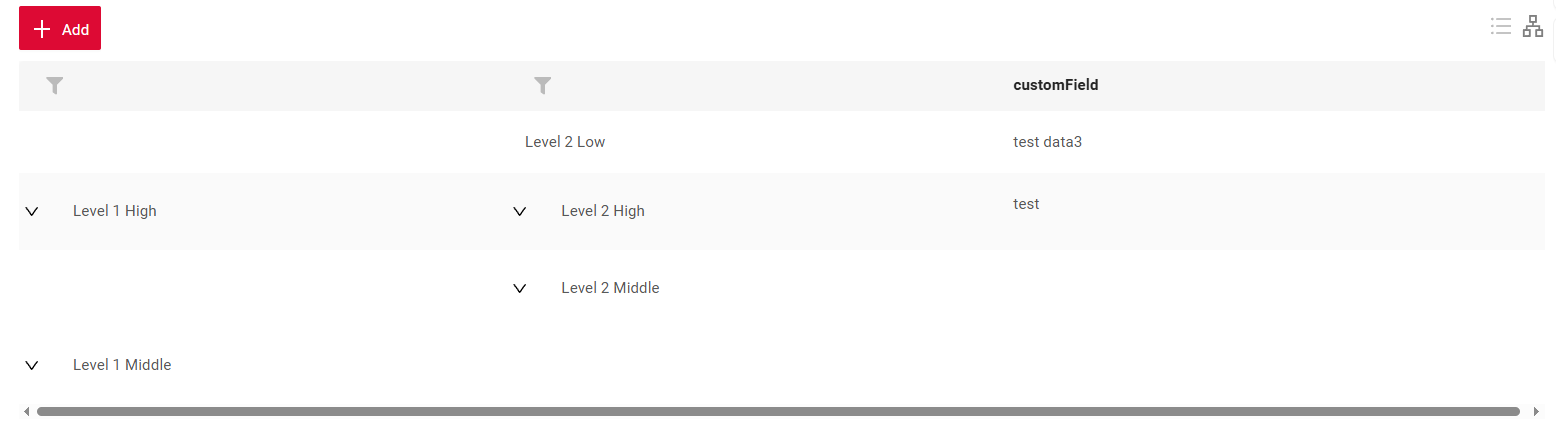 Add
customField
Level 2 Low test data3
Level 1 High Level 2 High test
Level 2 Middle
Level 1 Middle